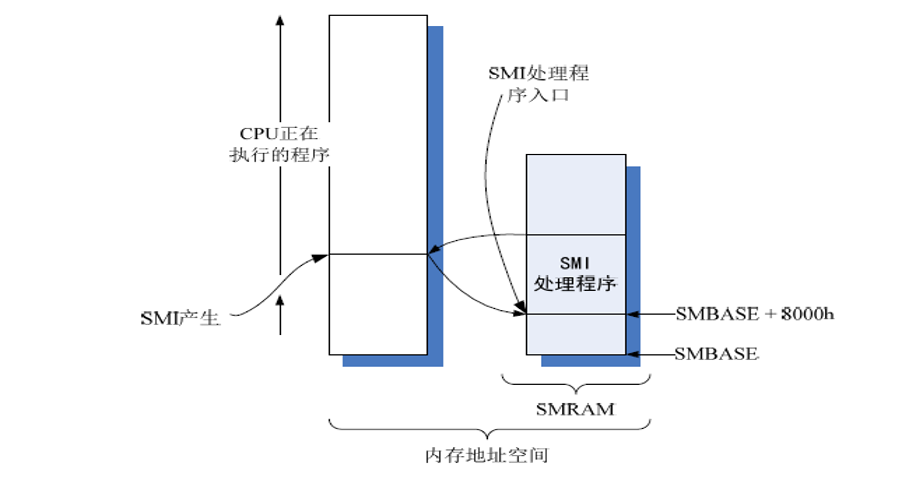 SMI处理程
序入口
CPU正在
执行的程序
SMI
处理程序
SMI产生
SMBASE + 8000h
SMBASE
SMRAM
内存地址空间